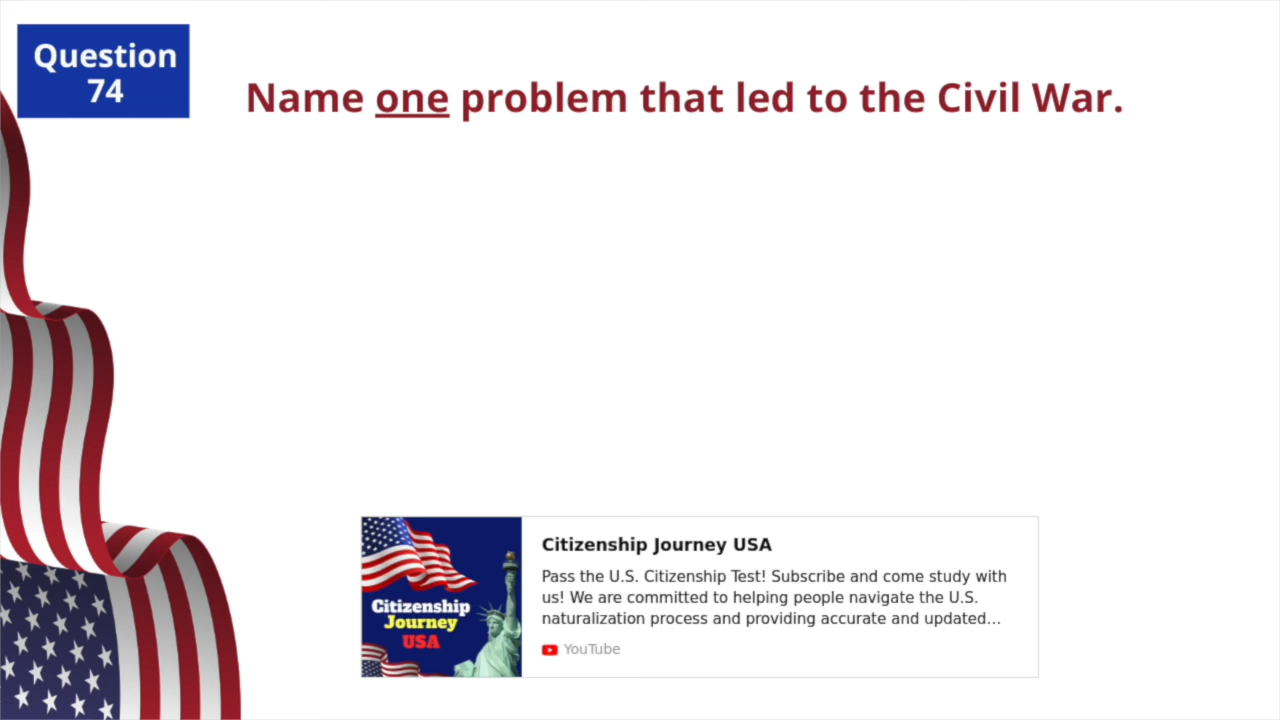 Question
74
Name one problem that led to the Civil War.
Citizenship
Journey
USA
Citizenship Journey USA
Pass the U.S. Citizenship Test! Subscribe and come study with
us! We are committed to helping people navigate the U.S.
naturalization process and providing accurate and updated...
YouTube